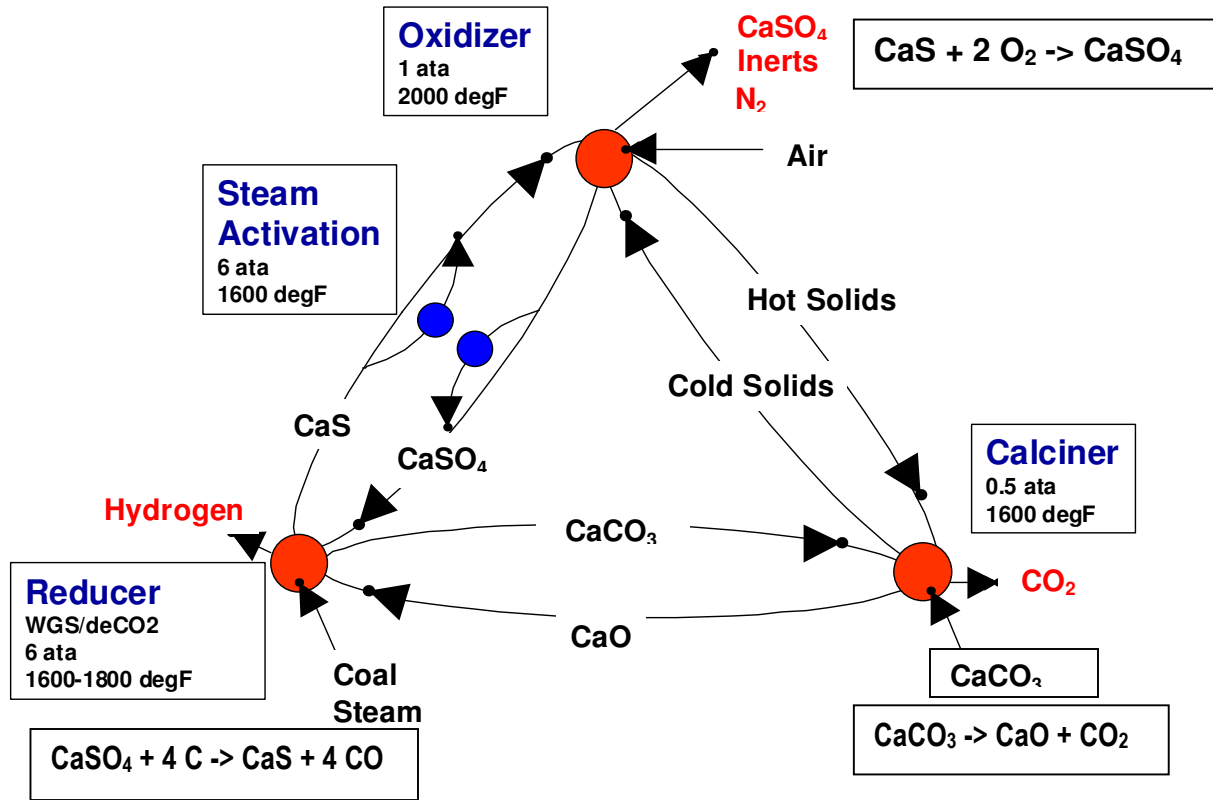 Oxidizer
1 ata
2000 degF
CaSO₄
Inerts
N₂
CaS + 2 O₂ -> CaSO₄
Air
Steam
Activation
6 ata
1600 degF
Hot Solids
Cold Solids
CaS
CaSO₄
Calciner
0.5 ata
1600 degF
Hydrogen
CaCO₃
CO₂
Reducer
WGS/deCO2
6 ata
1600-1800 degF
CaO
Coal
Steam
CaCO₃
CaSO₄ + 4 C -> CaS + 4 CO
CaCO₃ -> CaO + CO₂